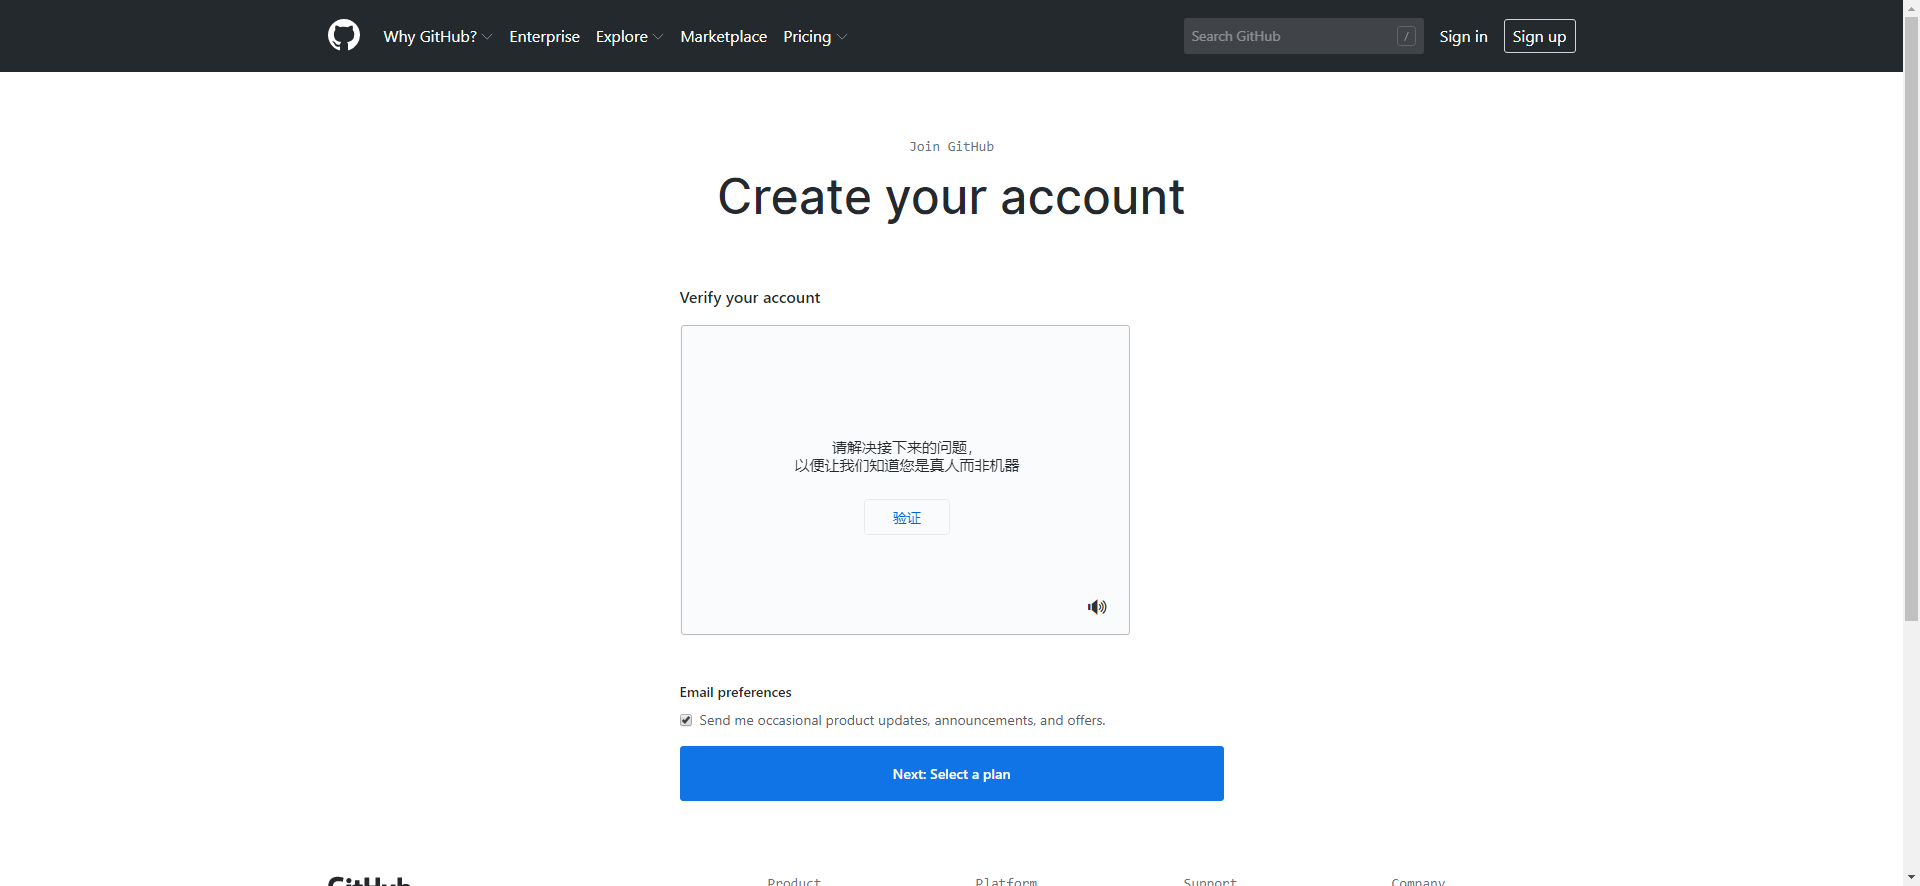 Why GitHub? Enterprise Explore Marketplace Pricing Search GitHub / Sign in Sign up
Join GitHub
Create your account
Verify your account
请解决接下来的问题，
以便让我们知道您是真人而非机器
验证
Email preferences
Send me occasional product updates, announcements, and offers.
Next: Select a plan
GitHub Product Platform Support Company